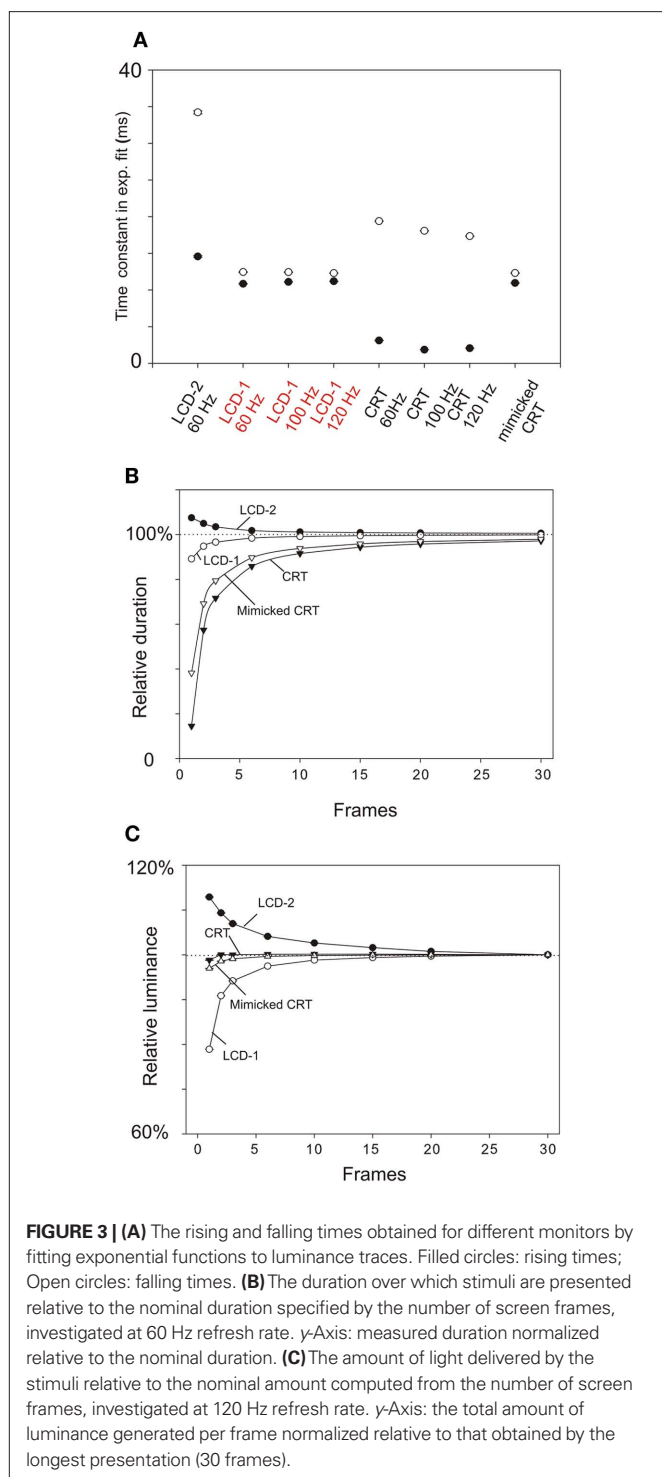 A
40
Time constant in exp. fit (ms)
0
LCD-2
60 Hz
LCD-1
60 Hz
LCD-1
100 Hz
LCD-1
120 Hz
CRT
60Hz
CRT
100 Hz
CRT
120 Hz
mimicked
CRT
B
LCD-2
100%
LCD-1
CRT
Mimicked CRT
Relative duration
0
0 5 10 15 20 25 30
Frames
C
120%
LCD-2
CRT
Mimicked CRT
LCD-1
Relative luminance
60%
0 5 10 15 20 25 30
Frames
FIGURE 3 | (A) The rising and falling times obtained for different monitors by
fitting exponential functions to luminance traces. Filled circles: rising times;
Open circles: falling times. (B) The duration over which stimuli are presented
relative to the nominal duration specified by the number of screen frames,
investigated at 60 Hz refresh rate. y-Axis: measured duration normalized
relative to the nominal duration. (C) The amount of light delivered by the
stimuli relative to the nominal amount computed from the number of screen
frames, investigated at 120 Hz refresh rate. y-Axis: the total amount of
luminance generated per frame normalized relative to that obtained by the
longest presentation (30 frames).